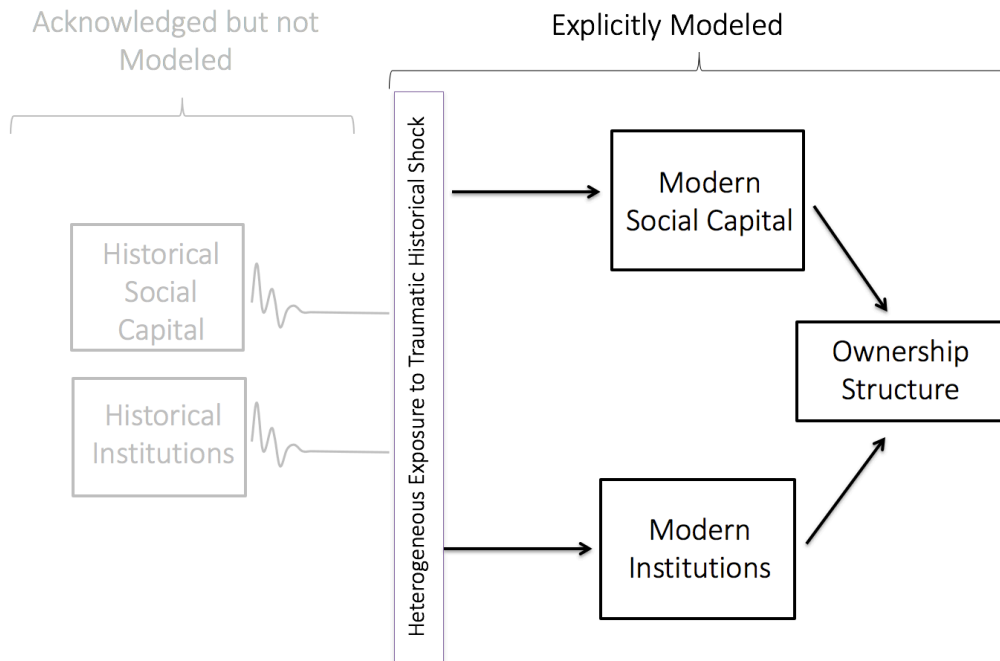 Acknowledged but not
Modeled
Explicitly Modeled
Historical
Social
Capital
Historical
Institutions
Heterogeneous Exposure to Traumatic Historical Shock
Modern
Social Capital
Modern
Institutions
Ownership
Structure